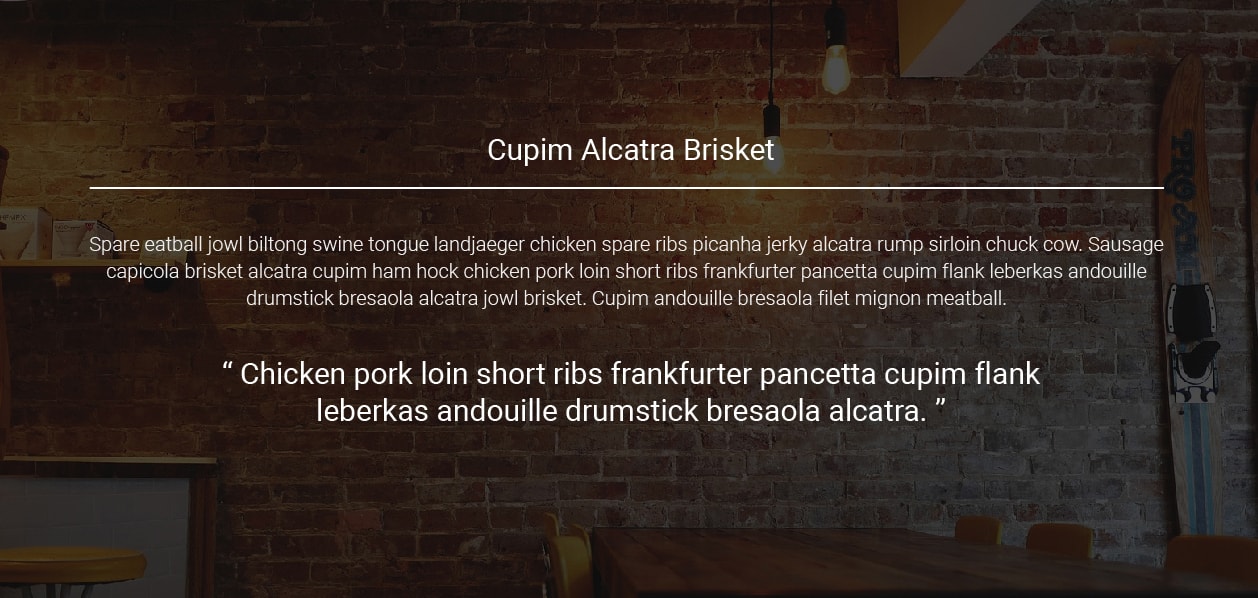 Cupim Alcatra Brisket
Spare eatball jowl biltong swine tongue landjaeger chicken spare ribs picanha jerky alcatra rump sirloin chuck cow. Sausage
capicola brisket alcatra cupim ham hock chicken pork loin short ribs frankfurter pancetta cupim flank leberkas andouille
drumstick bresaola alcatra jowl brisket. Cupim andouille bresaola filet mignon meatball.
“ Chicken pork loin short ribs frankfurter pancetta cupim flank
leberkas andouille drumstick bresaola alcatra. ”